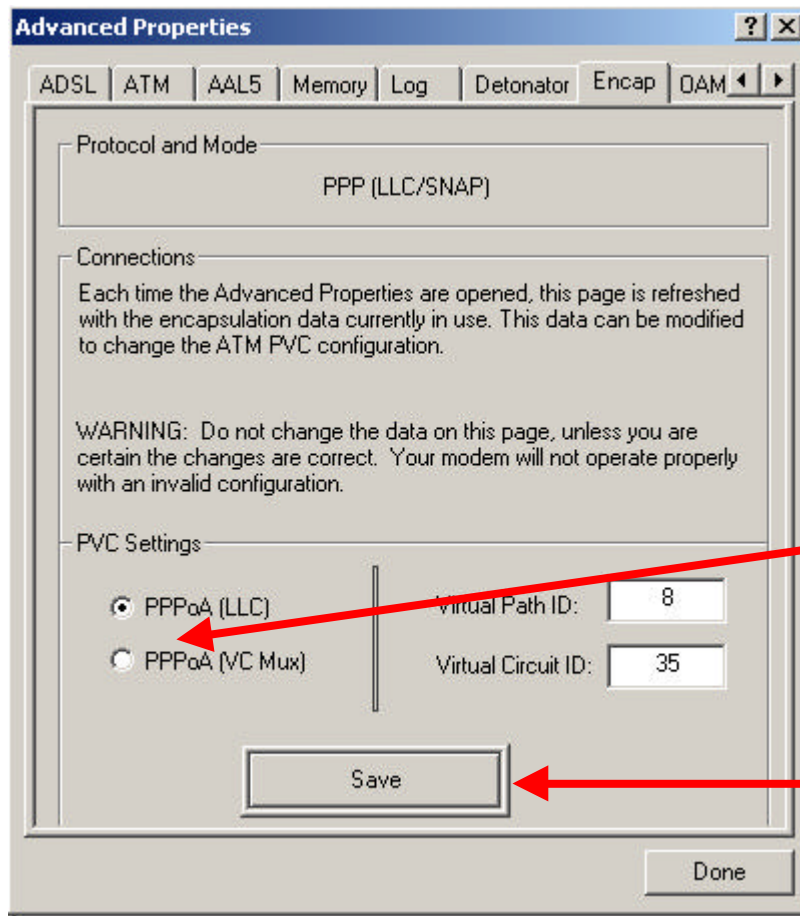 Advanced Properties
ADSL ATM AAL5 Memory Log Detonator Encap OAM
Protocol and Mode
PPP (LLC/SNAP)
Connections
Each time the Advanced Properties are opened, this page is refreshed
with the encapsulation data currently in use. This data can be modified
to change the ATM PVC configuration.
WARNING: Do not change the data on this page, unless you are
certain the changes are correct. Your modem will not operate properly
with an invalid configuration.
PVC Settings
PPPoA (LLC) Virtual Path ID: 8
PPPoA (VC Mux) Virtual Circuit ID: 35
Save
Done